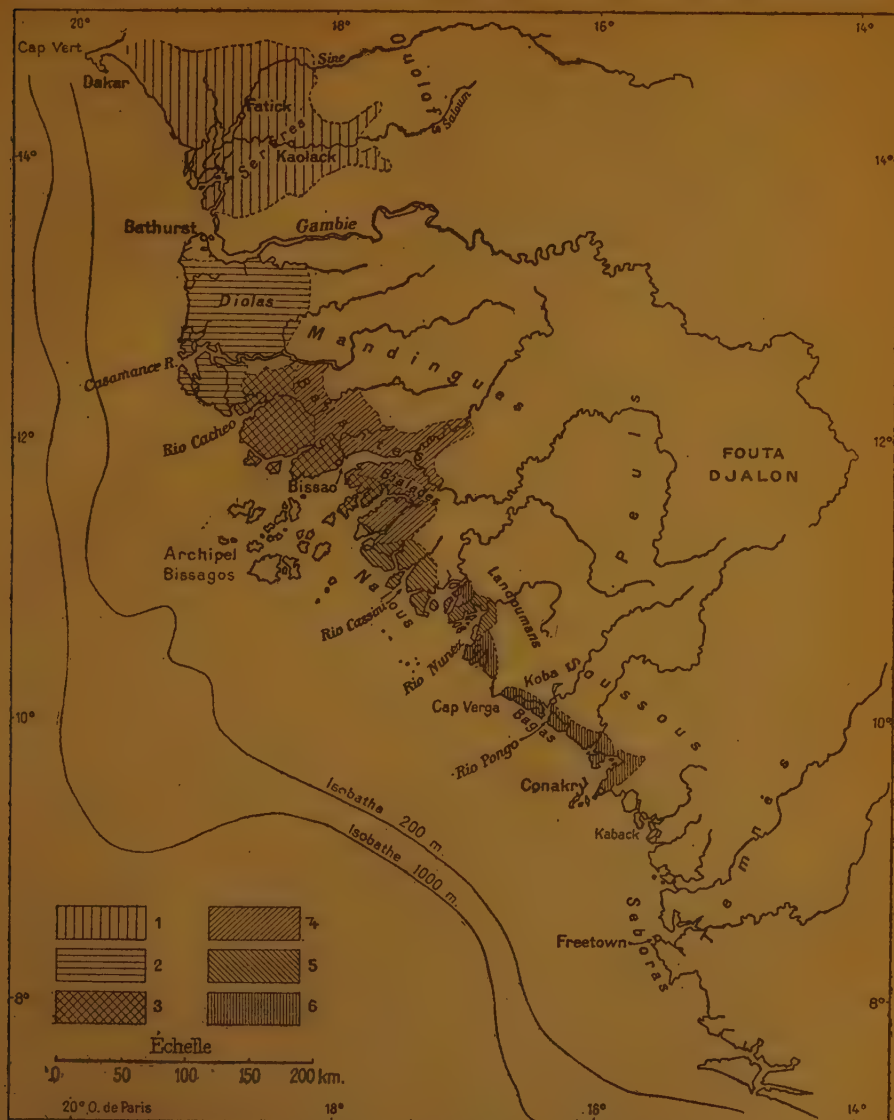 20° 18° 16° 14°
Cap Vert
Dakar
Sine
Ouolofs
Fatick
Saloum
Sérères
Kaolack
14° 14°
Bathurst
Gambie
Diolas
Mandingues
Casamance R.
Rio Cacheo
12° 12°
Peuls
FOUTA
DJALON
Bissao
Biafades
Archipel
Bissagos
Nalous
Rio Cassini
Landoumans
Rio Nunez
Koba
Soussous
Cap Verga
Bagas
10° 10°
Rio Pongo
Conakry
Isobathe 200 m.
Isobathe 1000 m.
Kaback
Temnés
1 4
2 5
3 6
Freetown
8° 8°
Échelle
0 50 100 150 200 km.
20° O. de Paris 18° 16° 14°